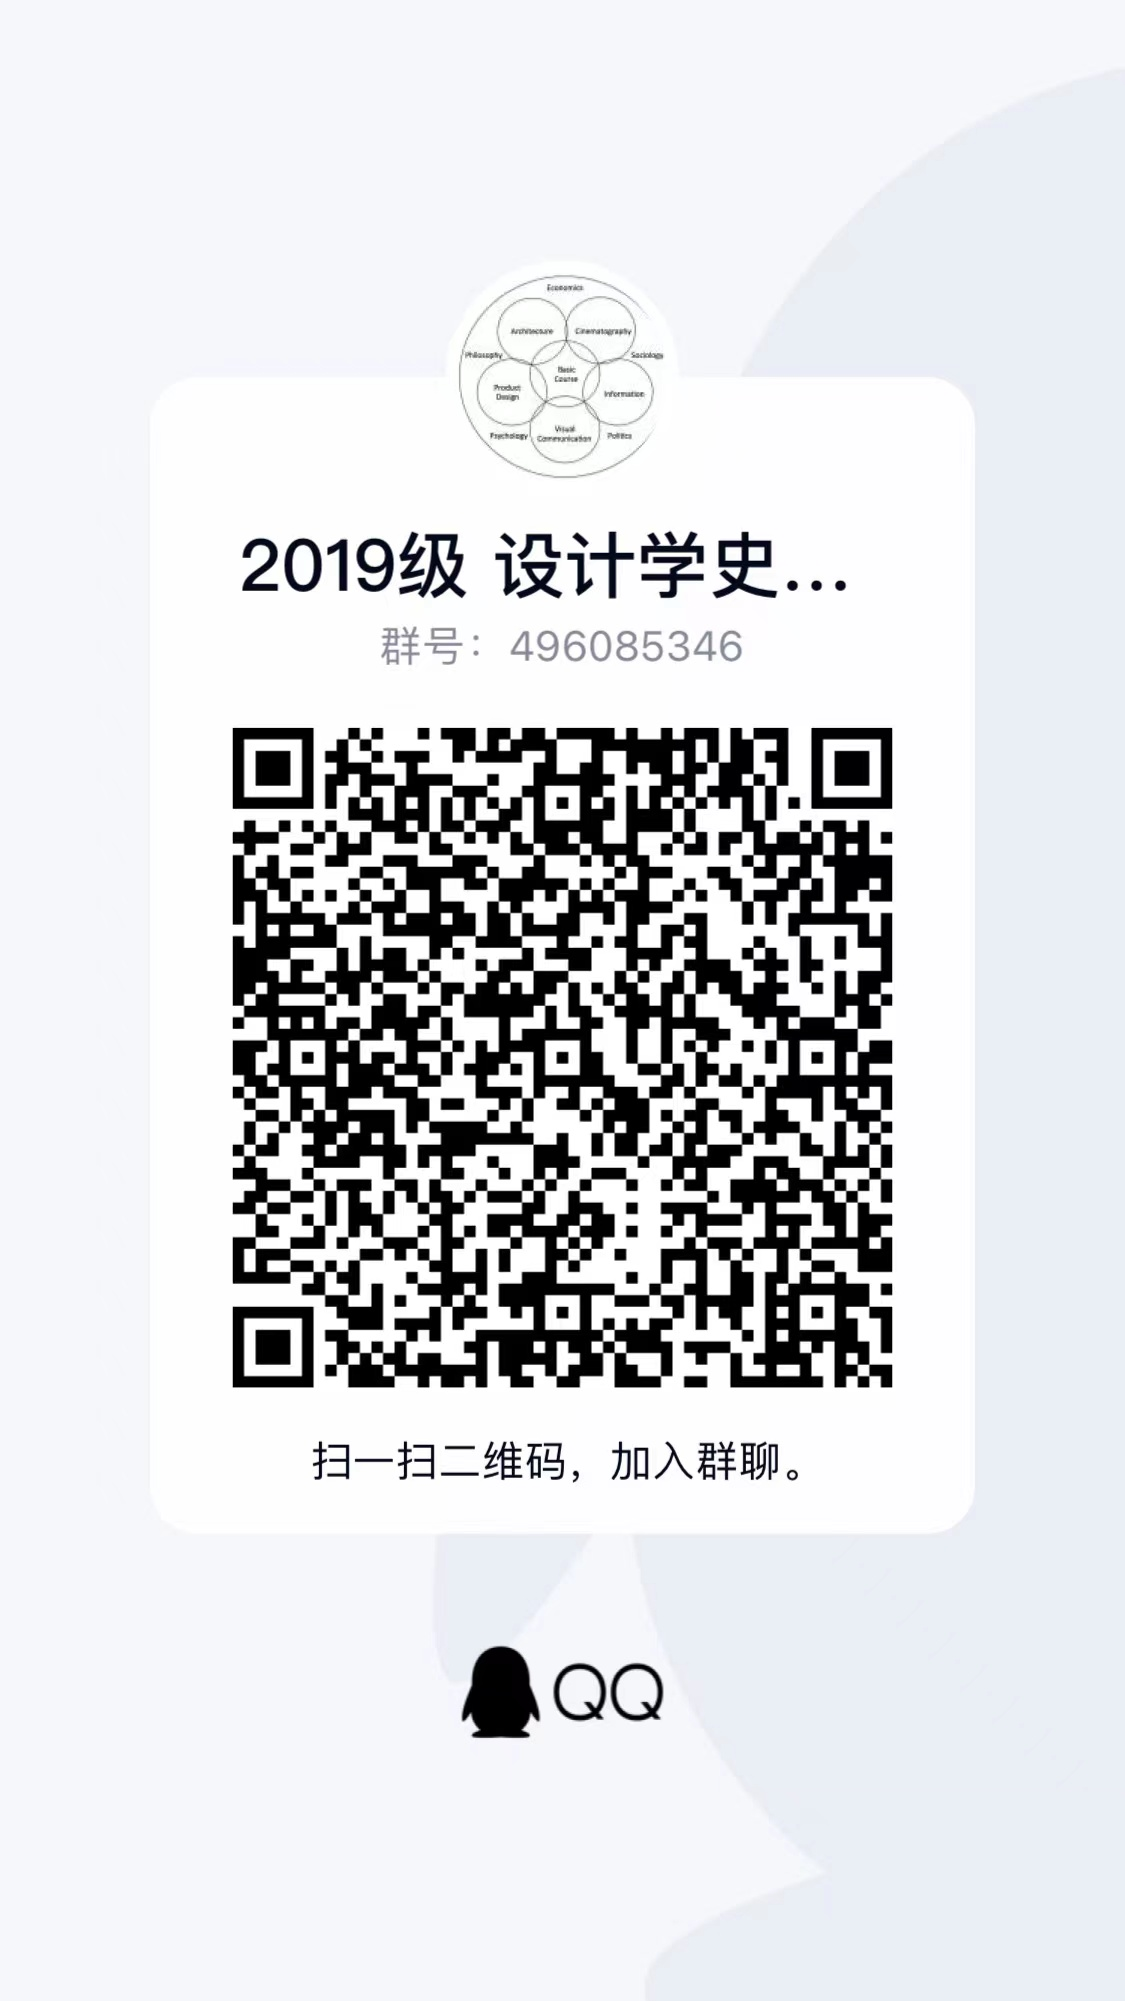 Economics
Architecture
Cinematography
Philosophy
Sociology
Basic
Course
Product
Design
Information
Visual
Communication
Psychology
Politics
2019级 设计学史...
群号：496085346
扫一扫二维码，加入群聊。
QQ